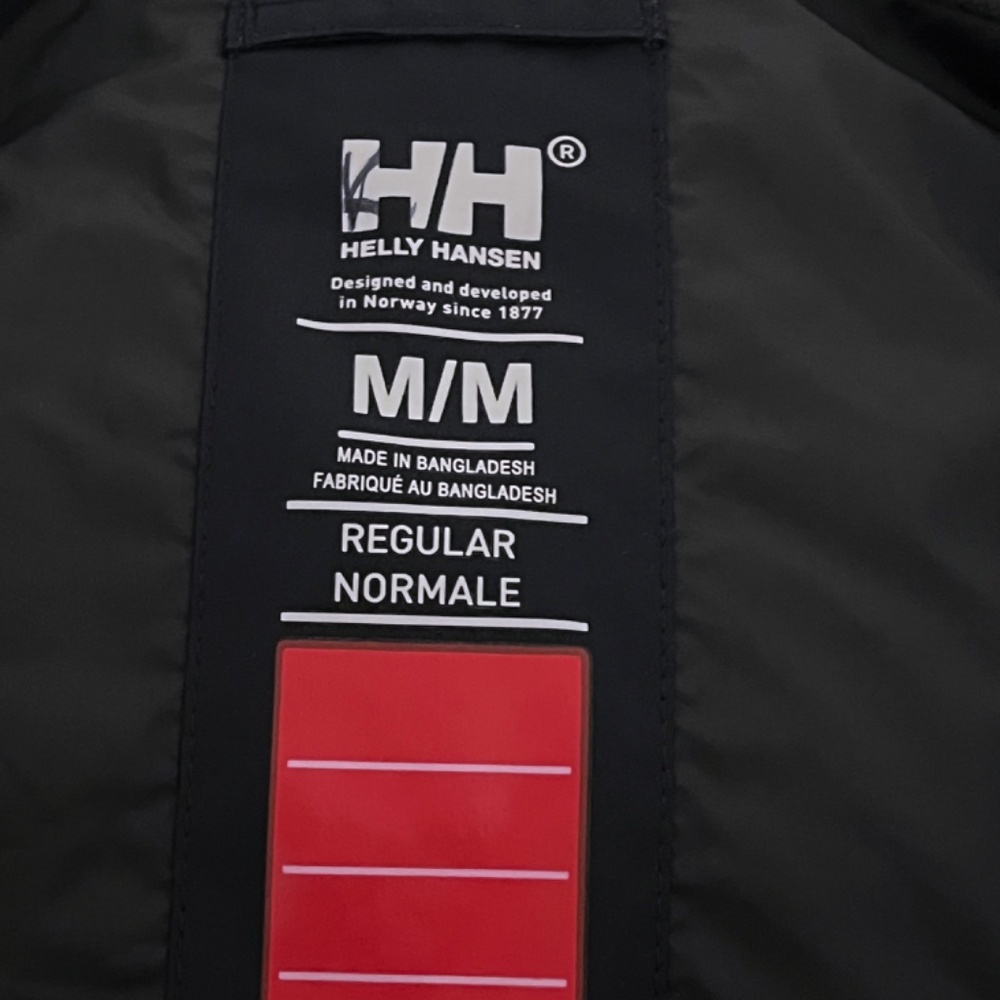 HH®
HELLY HANSEN
Designed and developed
in Norway since 1877
M/M
MADE IN BANGLADESH
FABRIQUÉ AU BANGLADESH
REGULAR
NORMALE